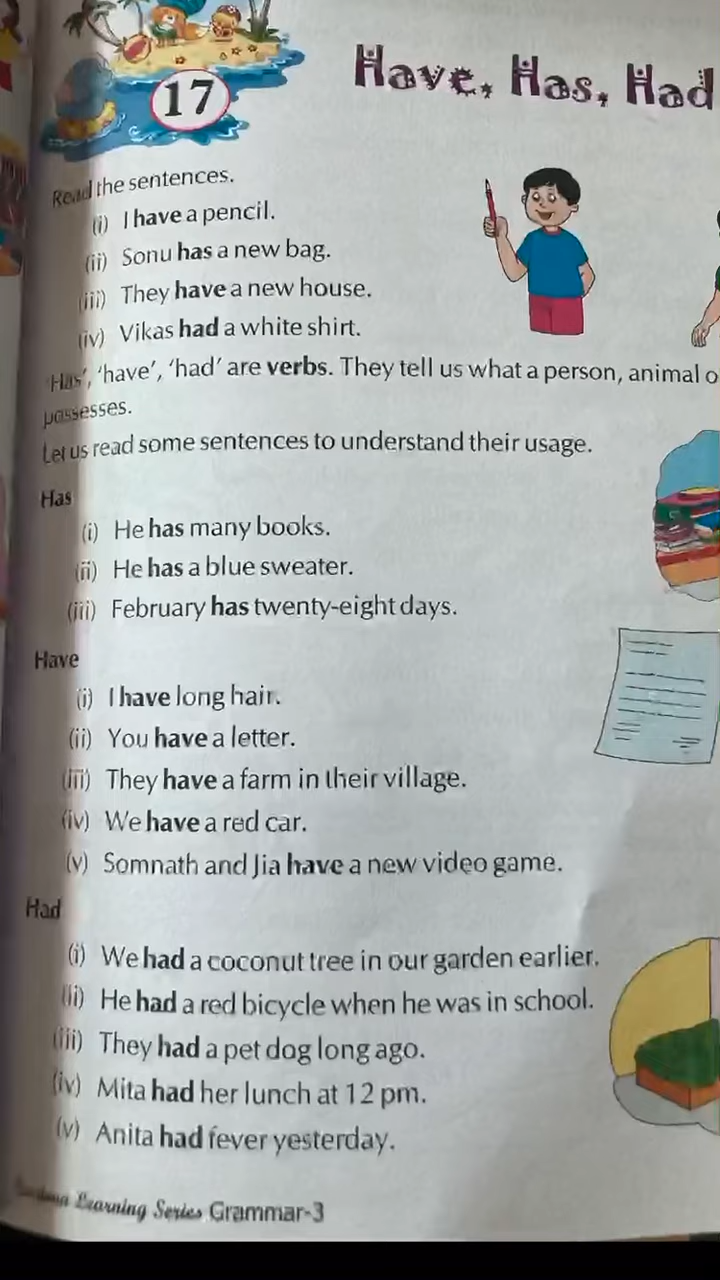 17
Have, Has, Had
Read the sentences.
(i) I have a pencil.
(ii) Sonu has a new bag.
(iii) They have a new house.
(iv) Vikas had a white shirt.
'Has', 'have', 'had' are verbs. They tell us what a person, animal
possesses.
Let us read some sentences to understand their usage.
Has
(i) He has many books.
(ii) He has a blue sweater.
(iii) February has twenty-eight days.
Have
(i) I have long hair.
(ii) You have a letter.
(iii) They have a farm in their village.
(iv) We have a red car.
(v) Somnath and Jia have a new video game.
Had
(i) We had a coconut tree in our garden earlier.
(ii) He had a red bicycle when he was in school.
(iii) They had a pet dog long ago.
(iv) Mita had her lunch at 12 pm.
(v) Anita had fever yesterday.
Learning Series Grammar-3